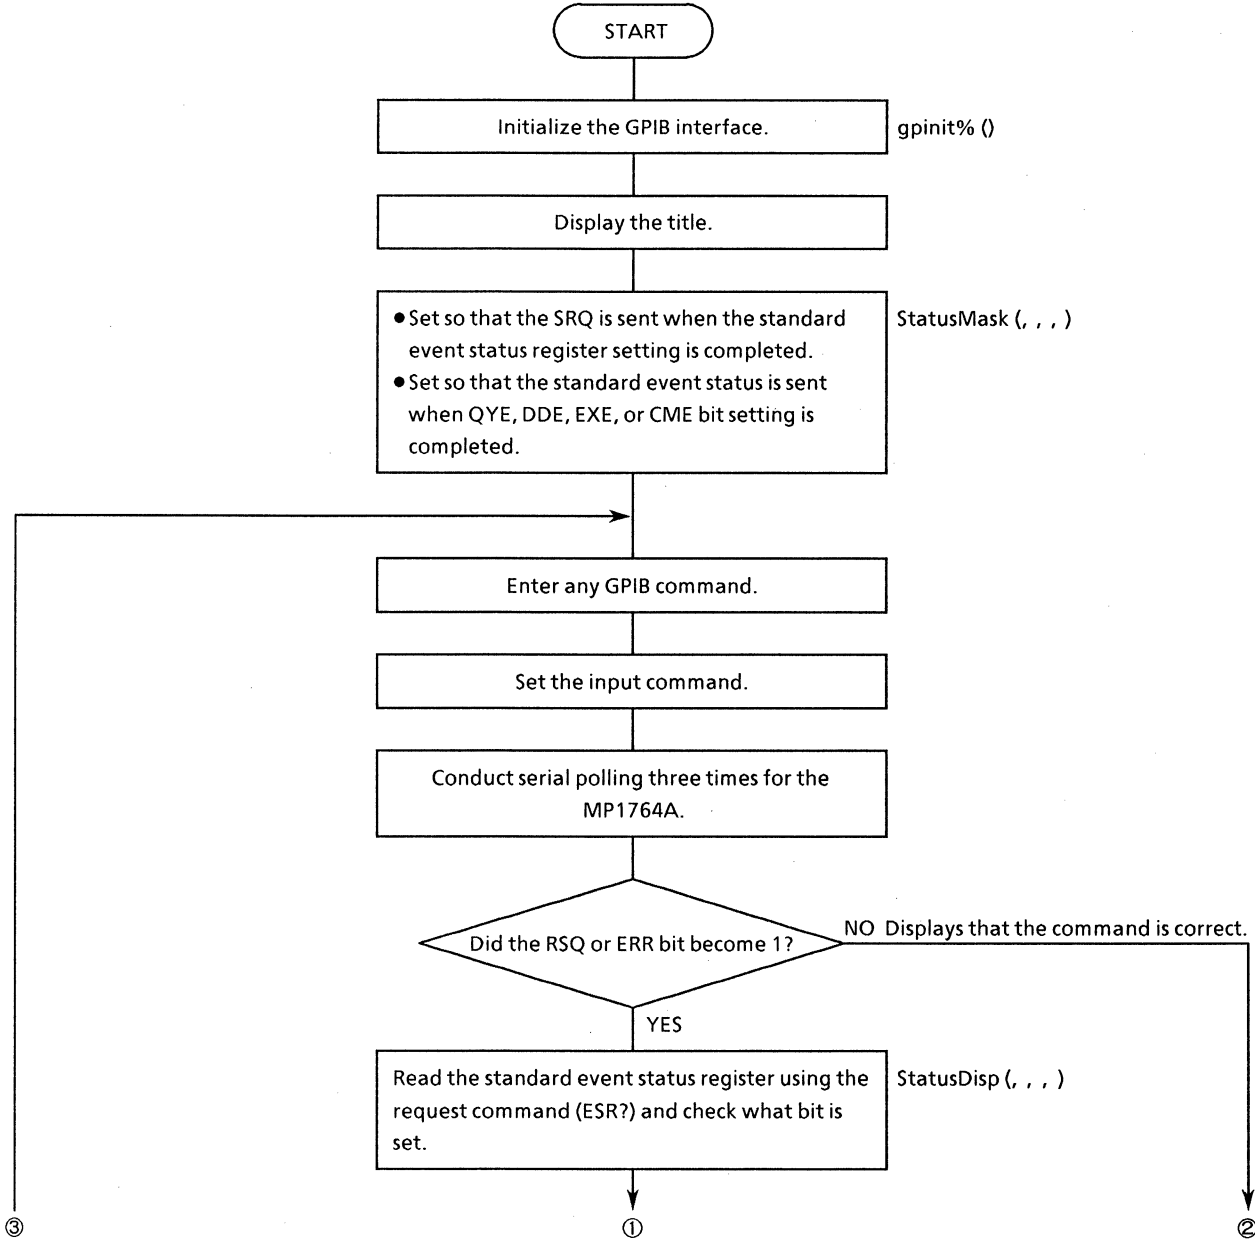 START
Initialize the GPIB interface.
gpinit% ()
Display the title.
● Set so that the SRQ is sent when the standard
event status register setting is completed.
● Set so that the standard event status is sent
when QYE, DDE, EXE, or CME bit setting is
completed.
StatusMask (, , , )
Enter any GPIB command.
Set the input command.
Conduct serial polling three times for the
MP1764A.
Did the RSQ or ERR bit become 1?
NO Displays that the command is correct.
YES
Read the standard event status register using the
request command (ESR?) and check what bit is
set.
StatusDisp (, , , )
③
①
②